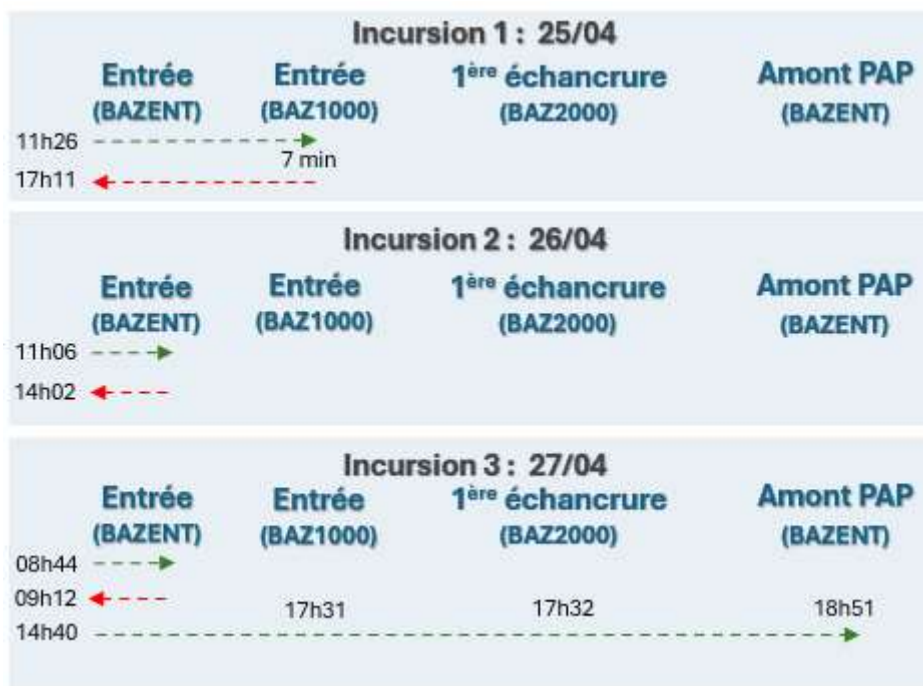 Incursion 1 : 25/04
Entrée Entrée 1ère échancrure Amont PAP
(BAZENT) (BAZ1000) (BAZ2000) (BAZENT)
11h26
7 min
17h11
Incursion 2 : 26/04
Entrée Entrée 1ère échancrure Amont PAP
(BAZENT) (BAZ1000) (BAZ2000) (BAZENT)
11h06
14h02
Incursion 3 : 27/04
Entrée Entrée 1ère échancrure Amont PAP
(BAZENT) (BAZ1000) (BAZ2000) (BAZENT)
08h44
09h12 17h31 17h32 18h51
14h40